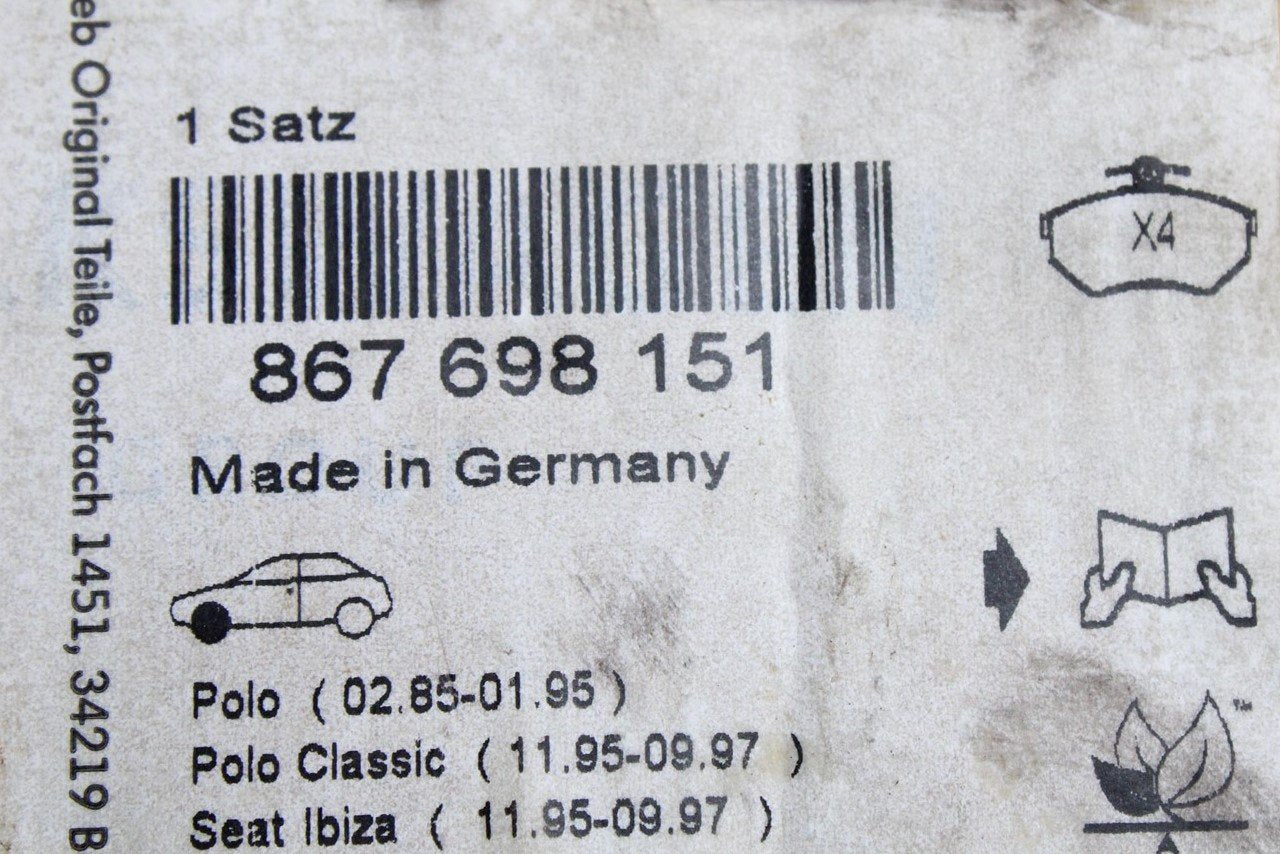 eb Original Teile, Postfach 1451, 34219 B
1 Satz
X4
867 698 151
Made in Germany
Polo ( 02.85-01.95 )
TM
Polo Classic ( 11.95-09.97 )
Seat Ibiza ( 11.95-09.97 )